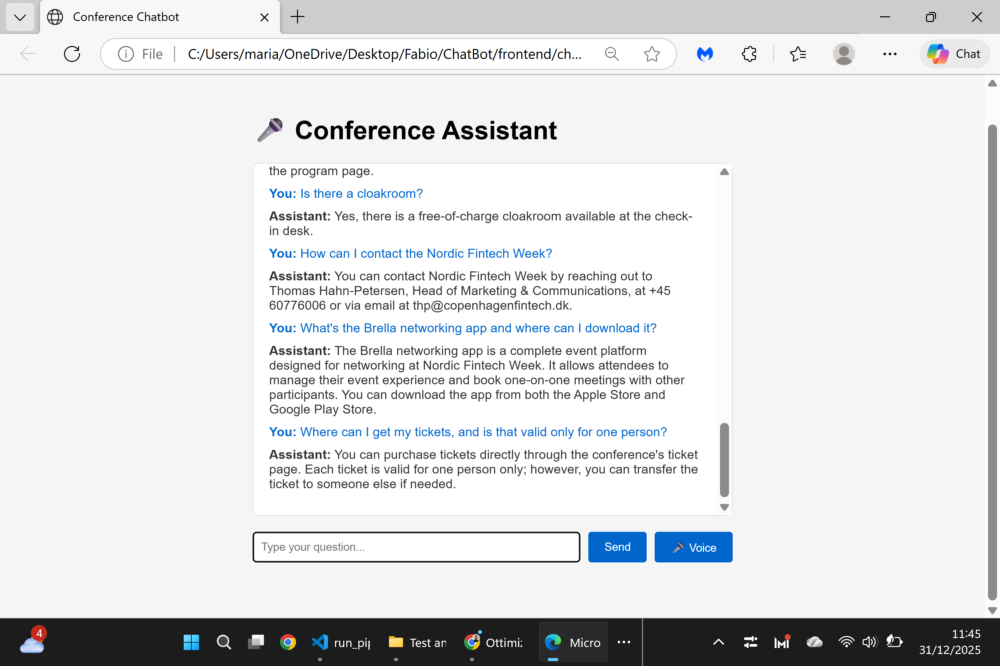 Conference Chatbot
File
C:/Users/maria/OneDrive/Desktop/Fabio/ChatBot/frontend/ch...
Chat
Conference Assistant
the program page.
You: Is there a cloakroom?
Assistant: Yes, there is a free-of-charge cloakroom available at the check-
in desk.
You: How can I contact the Nordic Fintech Week?
Assistant: You can contact Nordic Fintech Week by reaching out to
Thomas Hahn-Petersen, Head of Marketing & Communications, at +45
60776006 or via email at thp@copenhagenfintech.dk.
You: What's the Brella networking app and where can I download it?
Assistant: The Brella networking app is a complete event platform
designed for networking at Nordic Fintech Week. It allows attendees to
manage their event experience and book one-on-one meetings with other
participants. You can download the app from both the Apple Store and
Google Play Store.
You: Where can I get my tickets, and is that valid only for one person?
Assistant: You can purchase tickets directly through the conference's ticket
page. Each ticket is valid for one person only; however, you can transfer the
ticket to someone else if needed.
Type your question...
Send
Voice
4
run_pip
Test an
Ottimi
Micro
11:45
31/12/2025